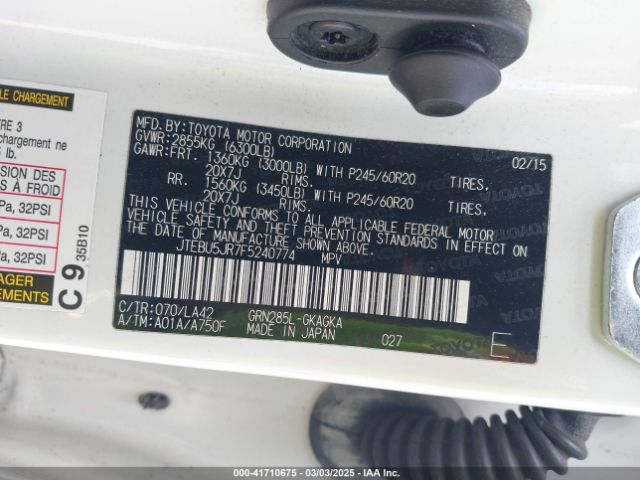 LE CHARGEMENT
TRE 3
chargement ne
lb.
SION DES
À FROID
Pa, 32PSI
Pa, 32PSI
Pa, 32PSI
AGER
EMENTS
C 9 35B10
MFD. BY: TOYOTA MOTOR CORPORATION 02/15
GVWR: 2855KG (6300LB)
GAWR: FRT. 1360KG (3000LB) WITH P245/60R20 TIRES,
20X7J RIMS.
RR. 1560KG (3450LB) WITH P245/60R20 TIRES,
20X7J RIMS.
THIS VEHICLE CONFORMS TO ALL APPLICABLE FEDERAL MOTOR
VEHICLE SAFETY AND THEFT PREVENTION STANDARDS IN EFFECT ON
THE DATE OF MANUFACTURE SHOWN ABOVE.
JTEBU5JR7F5240774 MPV
C/TR: 070/LA42 GRN285L-GKAGKA
A/TM: A01A/A750F MADE IN JAPAN 027 E
000-41710675 - 03/03/2025 - IAA Inc.